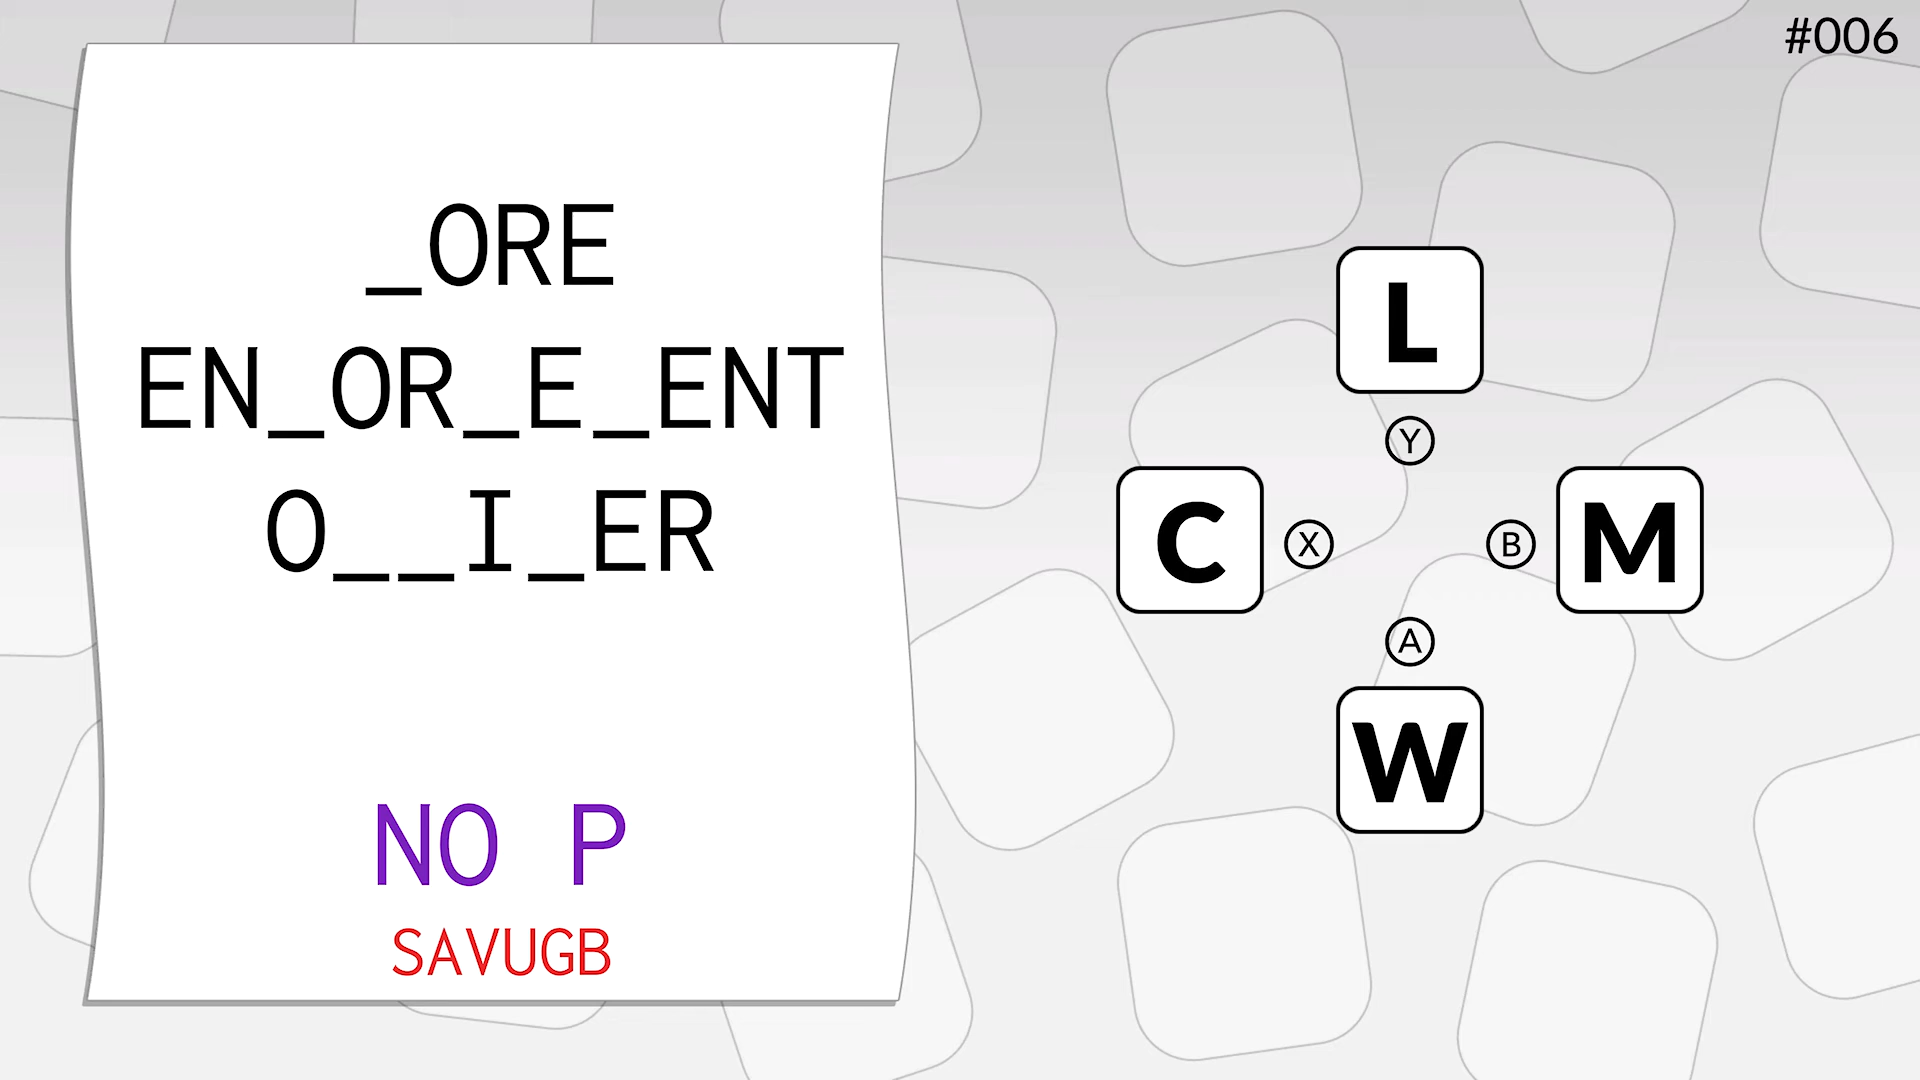 #006
_ORE
EN_OR_E_ENT
O__I_ER
NO P
SAVUGB
L
Y
C X B M
A
W